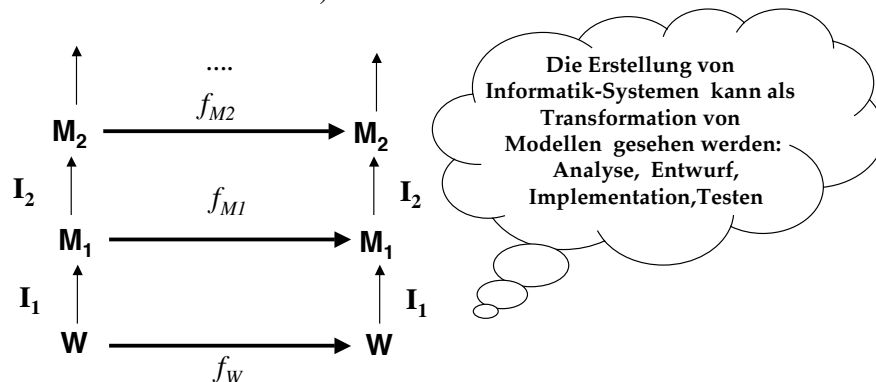 )
....
f_M2
M₂ M₂
I₂ I₂
f_M1
M₁ M₁
I₁ I₁
W W
f_W
Die Erstellung von
Informatik-Systemen kann als
Transformation von
Modellen gesehen werden:
Analyse, Entwurf,
Implementation,Testen